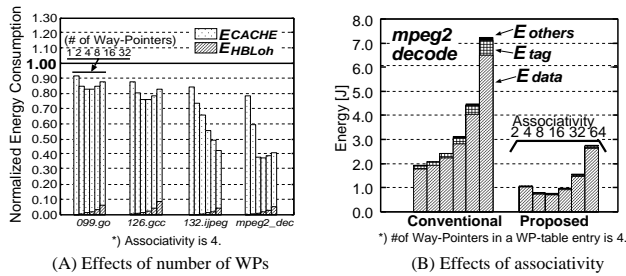 Normalized Energy Consumption
1.30
1.20
1.10
1.00
0.90
0.80
0.70
0.60
0.50
0.40
0.30
0.20
0.10
0.00
(# of Way-Pointers)
1 2 4 8 16 32
ECACHE
EHBLoh
099.go 126.gcc 132.ijpeg mpeg2_dec
*) Associativity is 4.
(A) Effects of number of WPs
Energy [J]
8.0
7.0
6.0
5.0
4.0
3.0
2.0
1.0
0.0
mpeg2
decode
E others
E tag
E data
Associativity
2 4 8 16 32 64
Conventional Proposed
*) #of Way-Pointers in a WP-table entry is 4.
(B) Effects of associativity